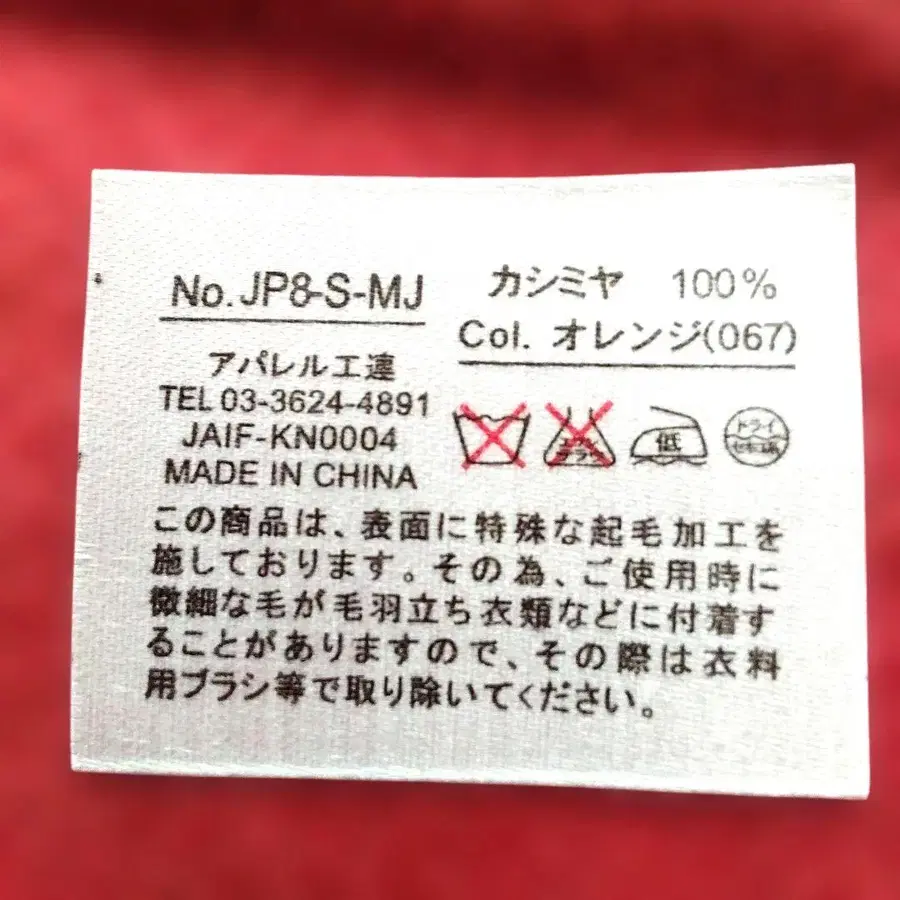 No. JP8-S-MJ
カシミヤ 100%
Col. オレンジ(067)
アパレル工連
TEL 03-3624-4891
JAIF-KN0004
MADE IN CHINA
低
ドライ
この商品は、表面に特殊な起毛加工を
施しております。その為、ご使用時に
微細な毛が毛羽立ち衣類などに付着す
ることがありますので、その際は衣料
用ブラシ等で取り除いてください。